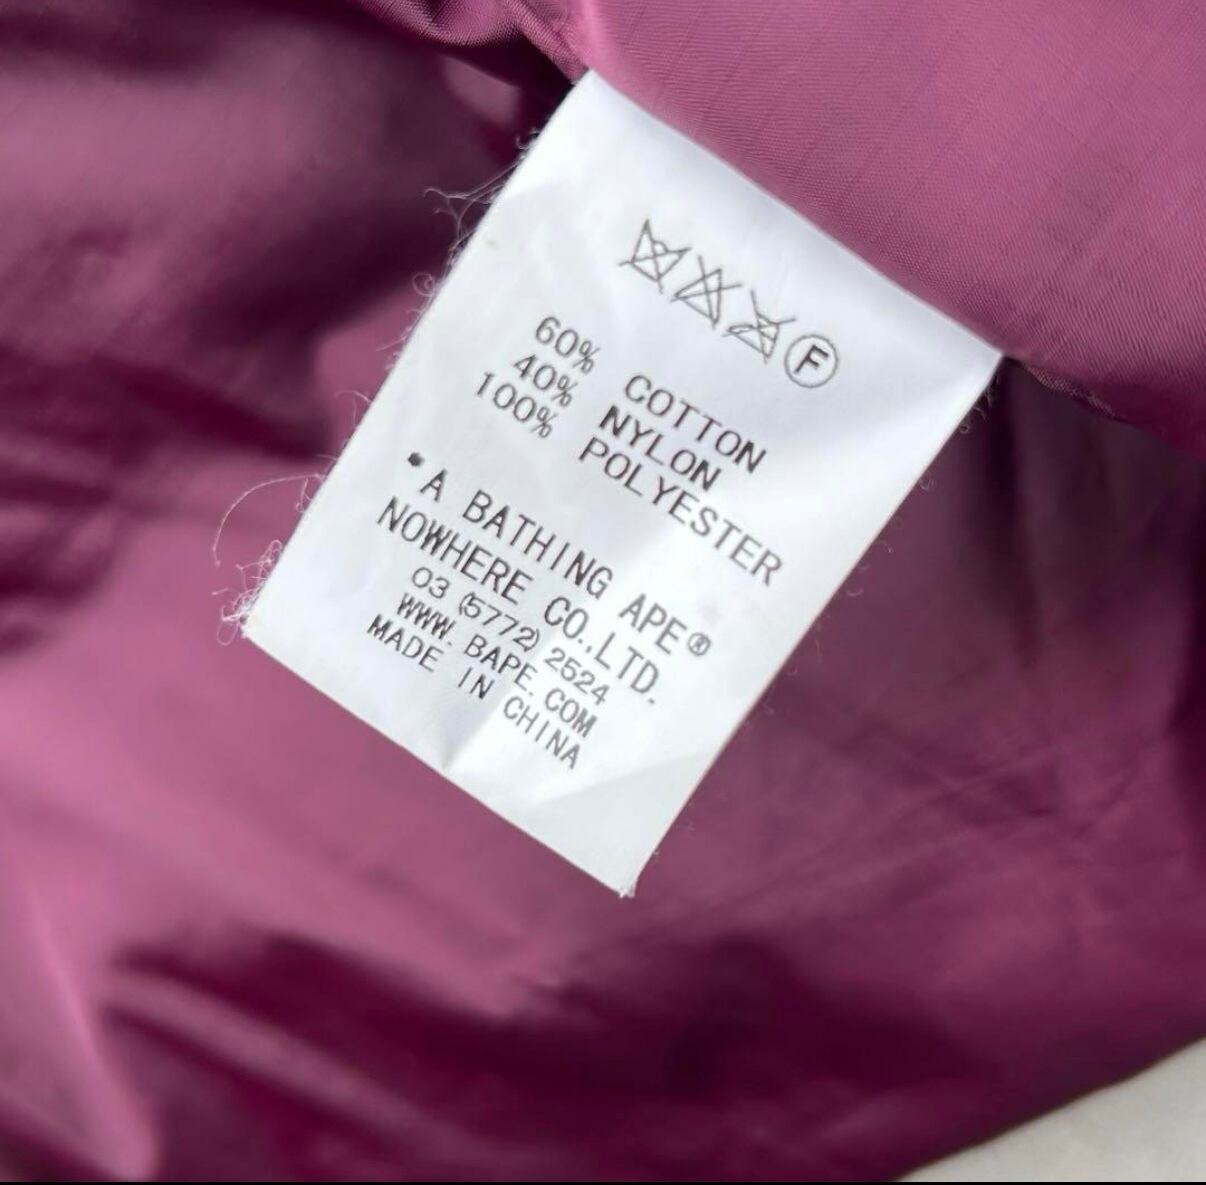 F
60% COTTON
40% NYLON
100% POLYESTER
•A BATHING APE®
NOWHERE CO.,LTD.
03 (5772) 2524
WWW. BAPE. COM
MADE IN CHINA